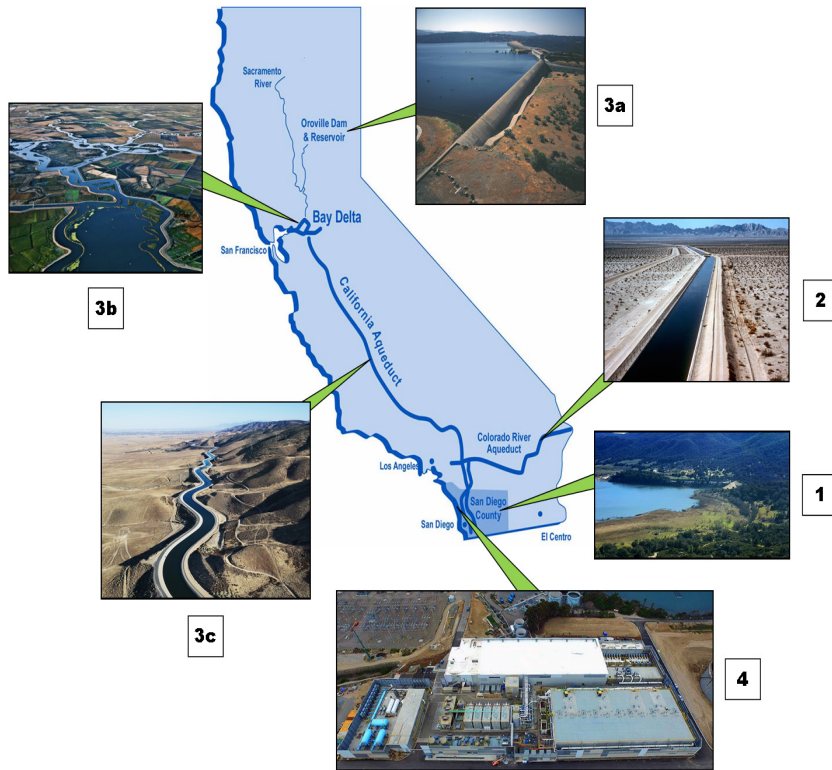 Sacramento
River
Oroville Dam
& Reservoir
3a
Bay Delta
San Francisco
3b
2
California Aqueduct
Colorado River
Aqueduct
Los Angeles
1
San Diego
County
San Diego
El Centro
3c
4